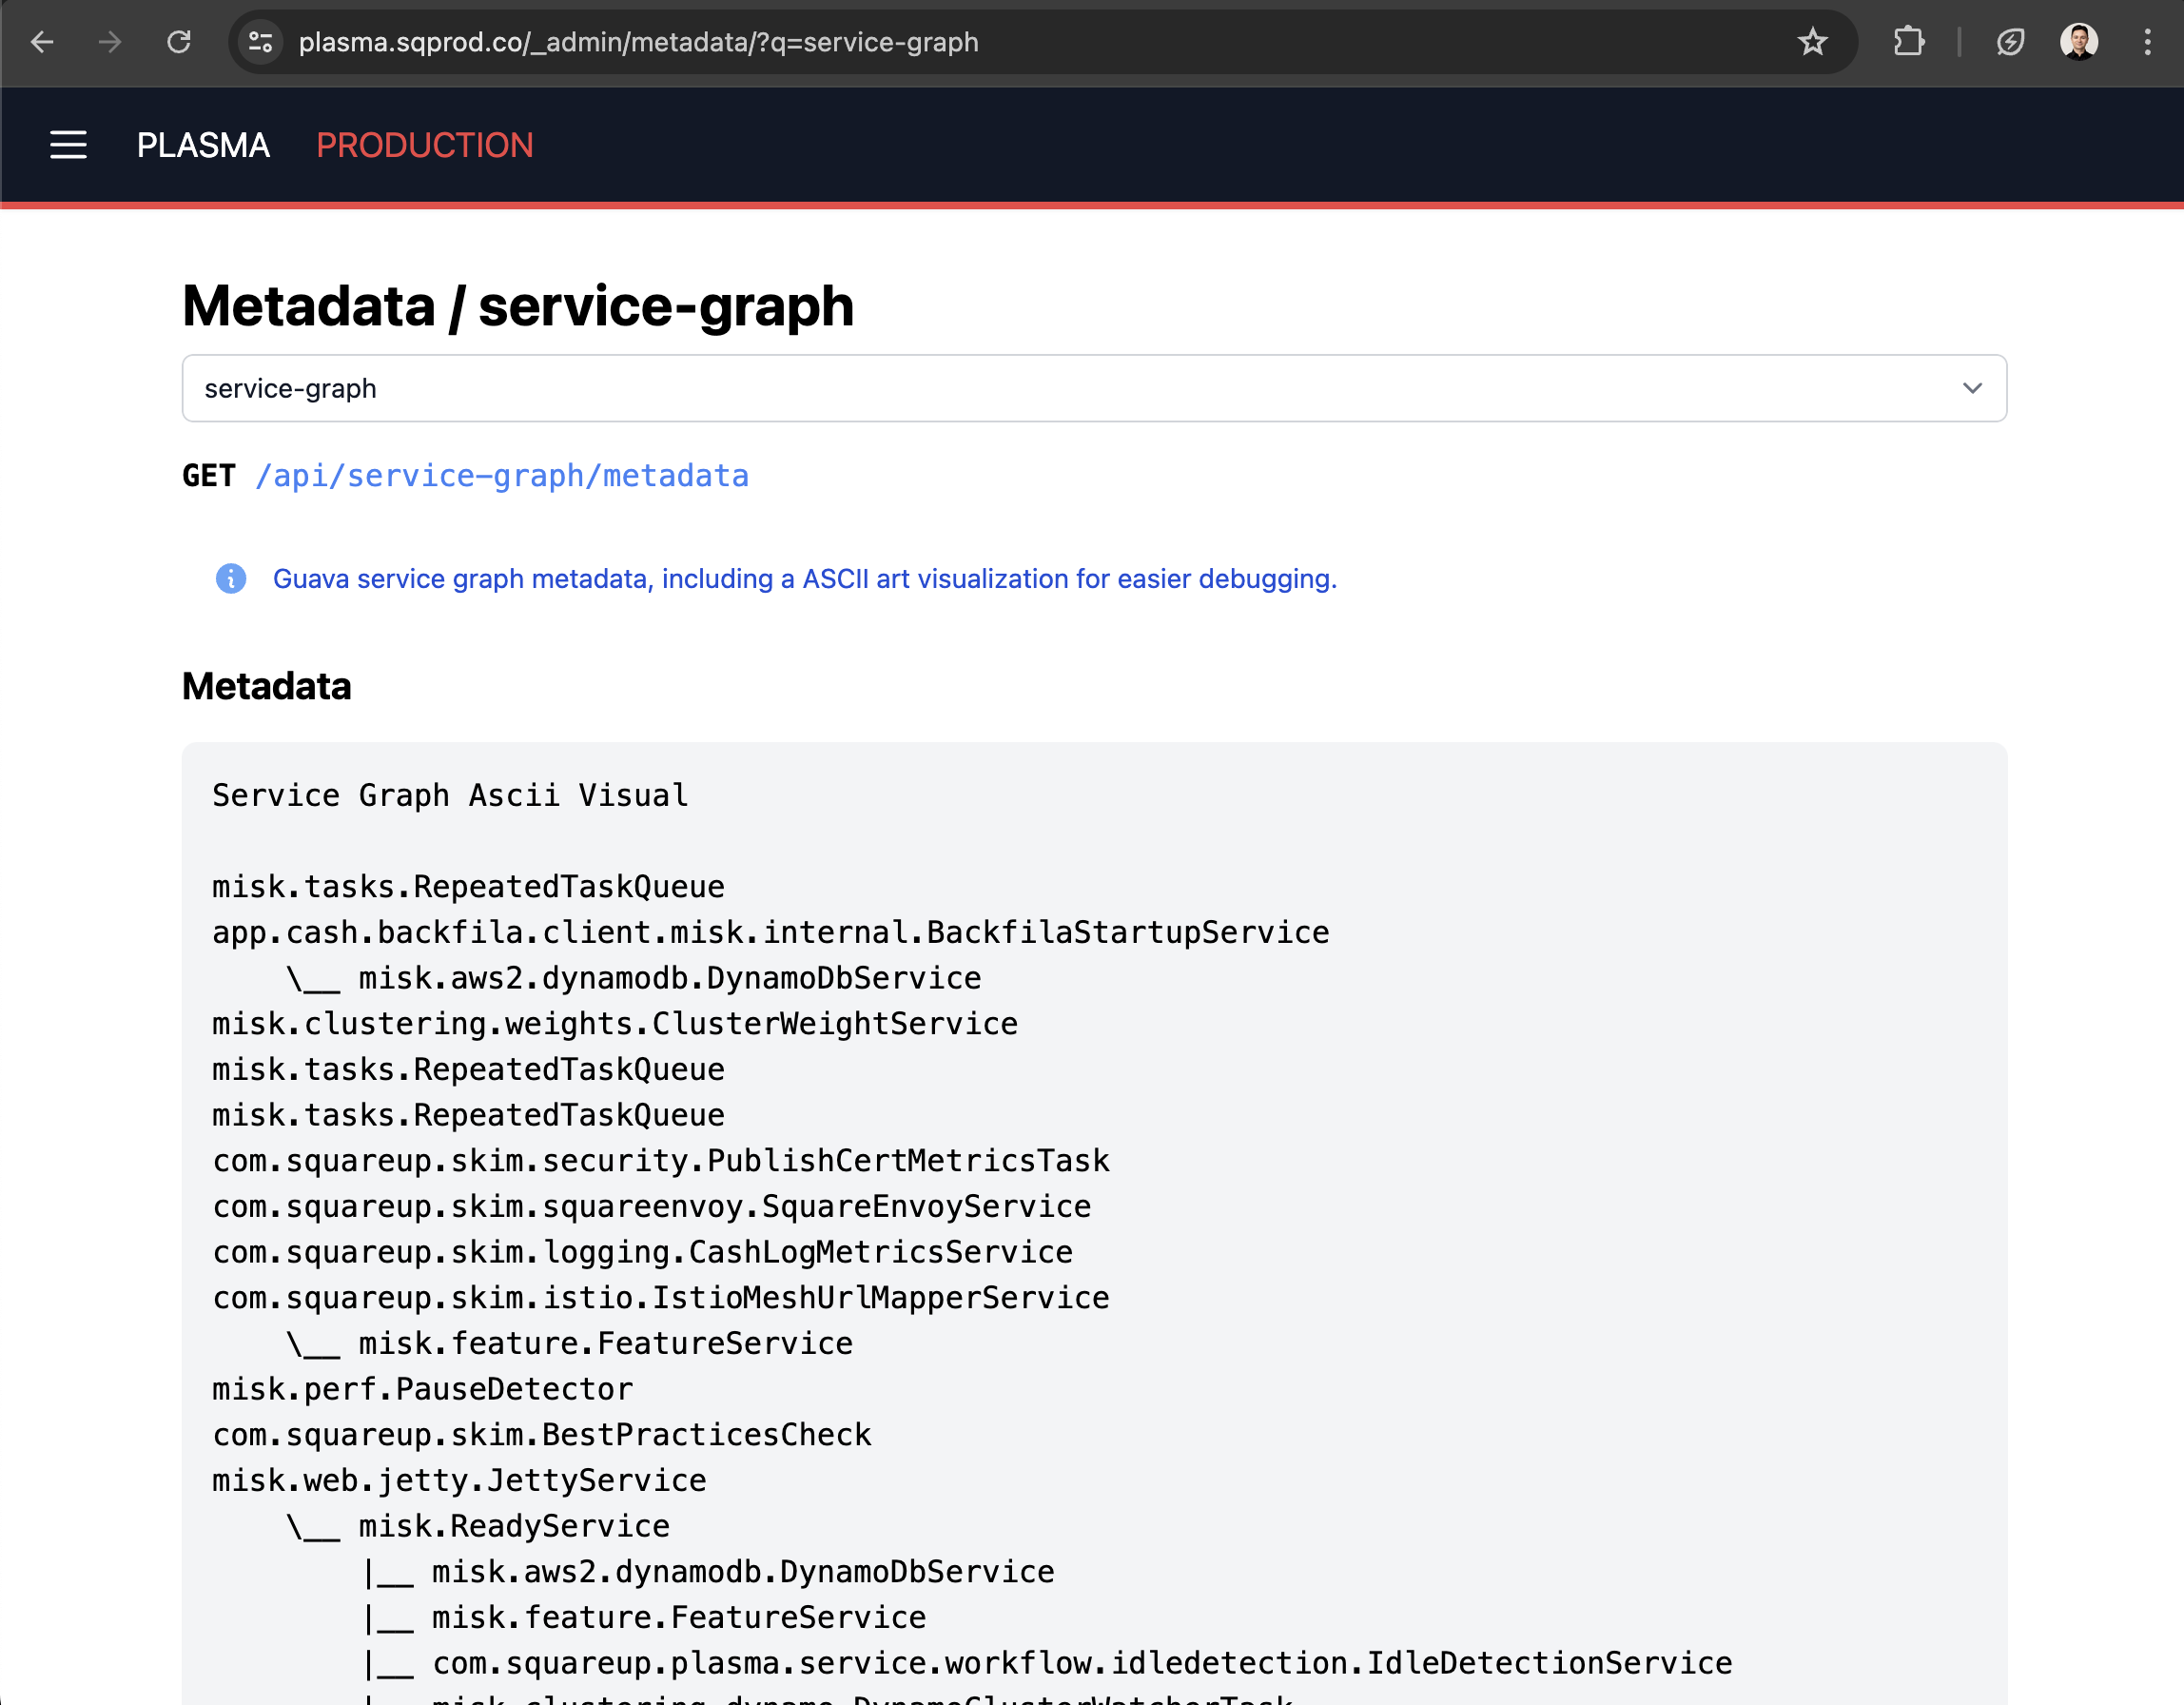 plasma.sqprod.co/_admin/metadata/?q=service-graph
PLASMA PRODUCTION
Metadata / service-graph
service-graph
GET /api/service-graph/metadata
Guava service graph metadata, including a ASCII art visualization for easier debugging.
Metadata
Service Graph Ascii Visual
misk.tasks.RepeatedTaskQueue
app.cash.backfila.client.misk.internal.BackfilaStartupService
    \__ misk.aws2.dynamodb.DynamoDbService
misk.clustering.weights.ClusterWeightService
misk.tasks.RepeatedTaskQueue
misk.tasks.RepeatedTaskQueue
com.squareup.skim.security.PublishCertMetricsTask
com.squareup.skim.squareenvoy.SquareEnvoyService
com.squareup.skim.logging.CashLogMetricsService
com.squareup.skim.istio.IstioMeshUrlMapperService
    \__ misk.feature.FeatureService
misk.perf.PauseDetector
com.squareup.skim.BestPracticesCheck
misk.web.jetty.JettyService
    \__ misk.ReadyService
        |__ misk.aws2.dynamodb.DynamoDbService
        |__ misk.feature.FeatureService
        |__ com.squareup.plasma.service.workflow.idledetection.IdleDetectionService
        |__ misk.clustering.dynamo.DynamoClusterWatcherTask